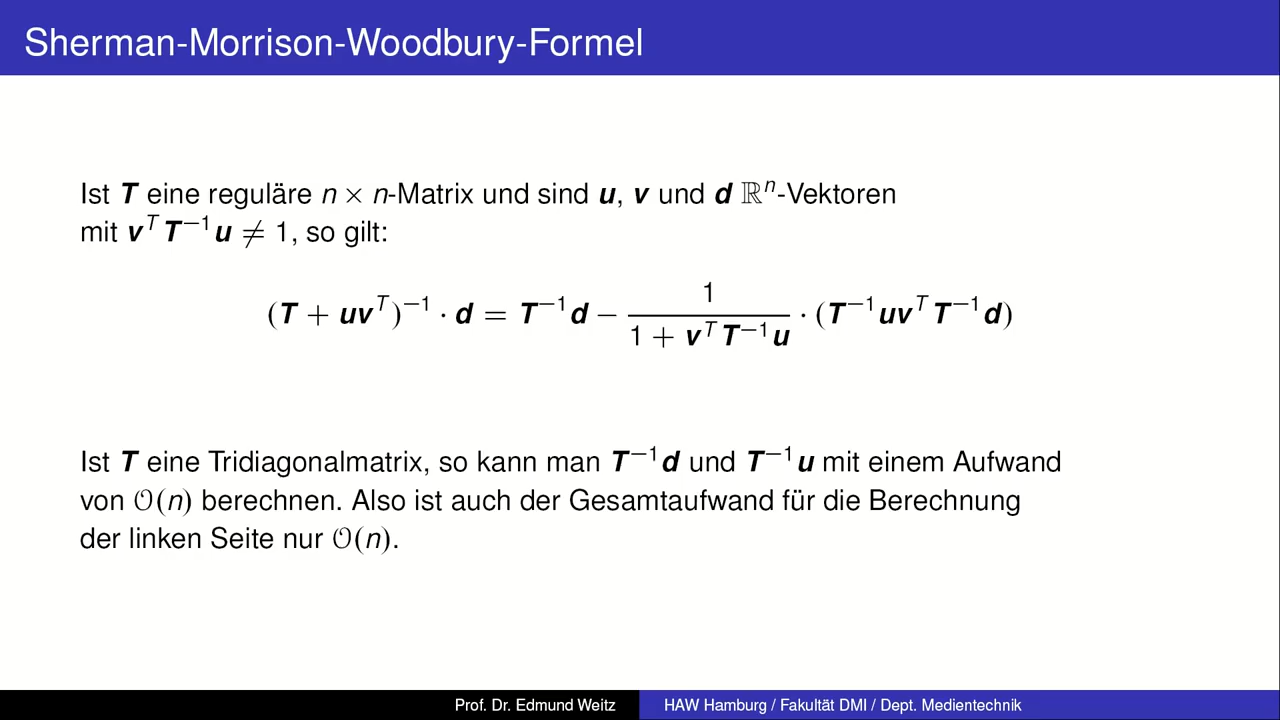 Sherman-Morrison-Woodbury-Formel
Ist T eine reguläre n × n-Matrix und sind u, v und d ℝⁿ-Vektoren
mit vᵀT⁻¹u ≠ 1, so gilt:
(T + uvᵀ)⁻¹ · d = T⁻¹d − 1/(1 + vᵀT⁻¹u) · (T⁻¹uvᵀT⁻¹d)
Ist T eine Tridiagonalmatrix, so kann man T⁻¹d und T⁻¹u mit einem Aufwand
von O(n) berechnen. Also ist auch der Gesamtaufwand für die Berechnung
der linken Seite nur O(n).
Prof. Dr. Edmund Weitz HAW Hamburg / Fakultät DMI / Dept. Medientechnik